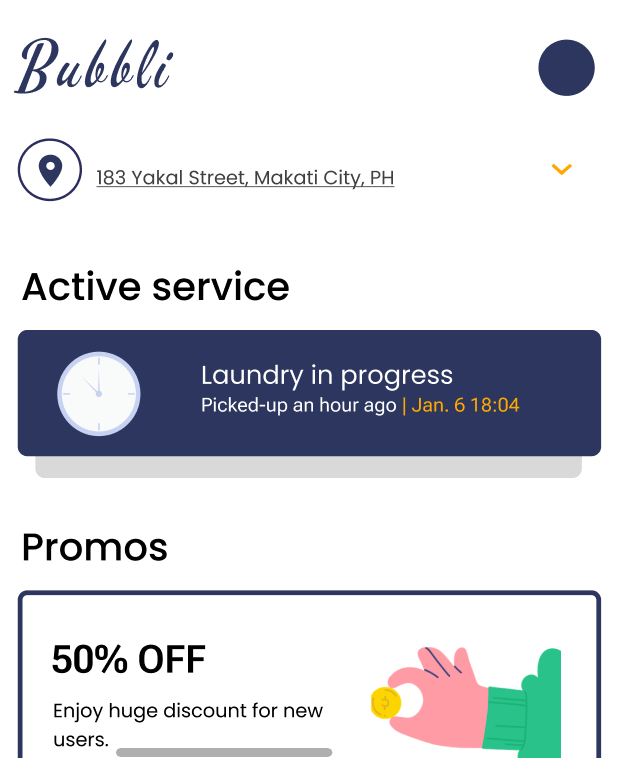 Bubbli
183 Yakal Street, Makati City, PH
Active service
Laundry in progress
Picked-up an hour ago | Jan. 6 18:04
Promos
50% OFF
Enjoy huge discount for new
users.
$